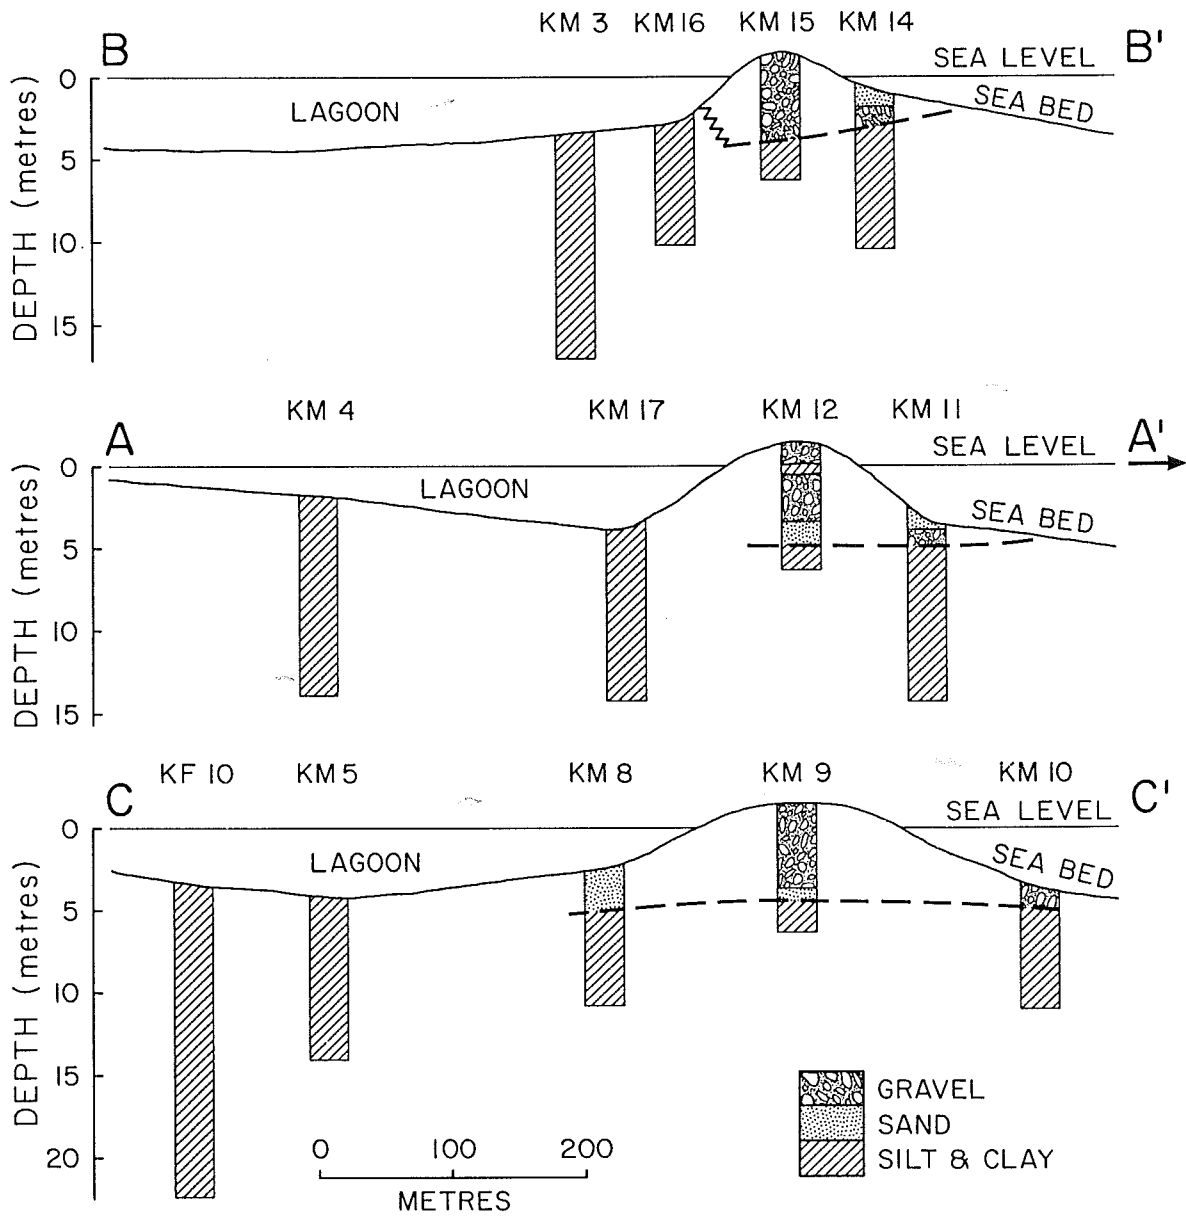 KM 3 KM 16 KM 15 KM 14
B B'
SEA LEVEL
0
LAGOON
SEA BED
5
10
15
DEPTH (metres)
KM 4 KM 17 KM 12 KM 11
A A'
SEA LEVEL
0
LAGOON
SEA BED
5
10
15
DEPTH (metres)
KF 10 KM 5 KM 8 KM 9 KM 10
C C'
SEA LEVEL
0
LAGOON
SEA BED
5
10
15
20
DEPTH (metres)
GRAVEL
SAND
SILT & CLAY
0 100 200
METRES